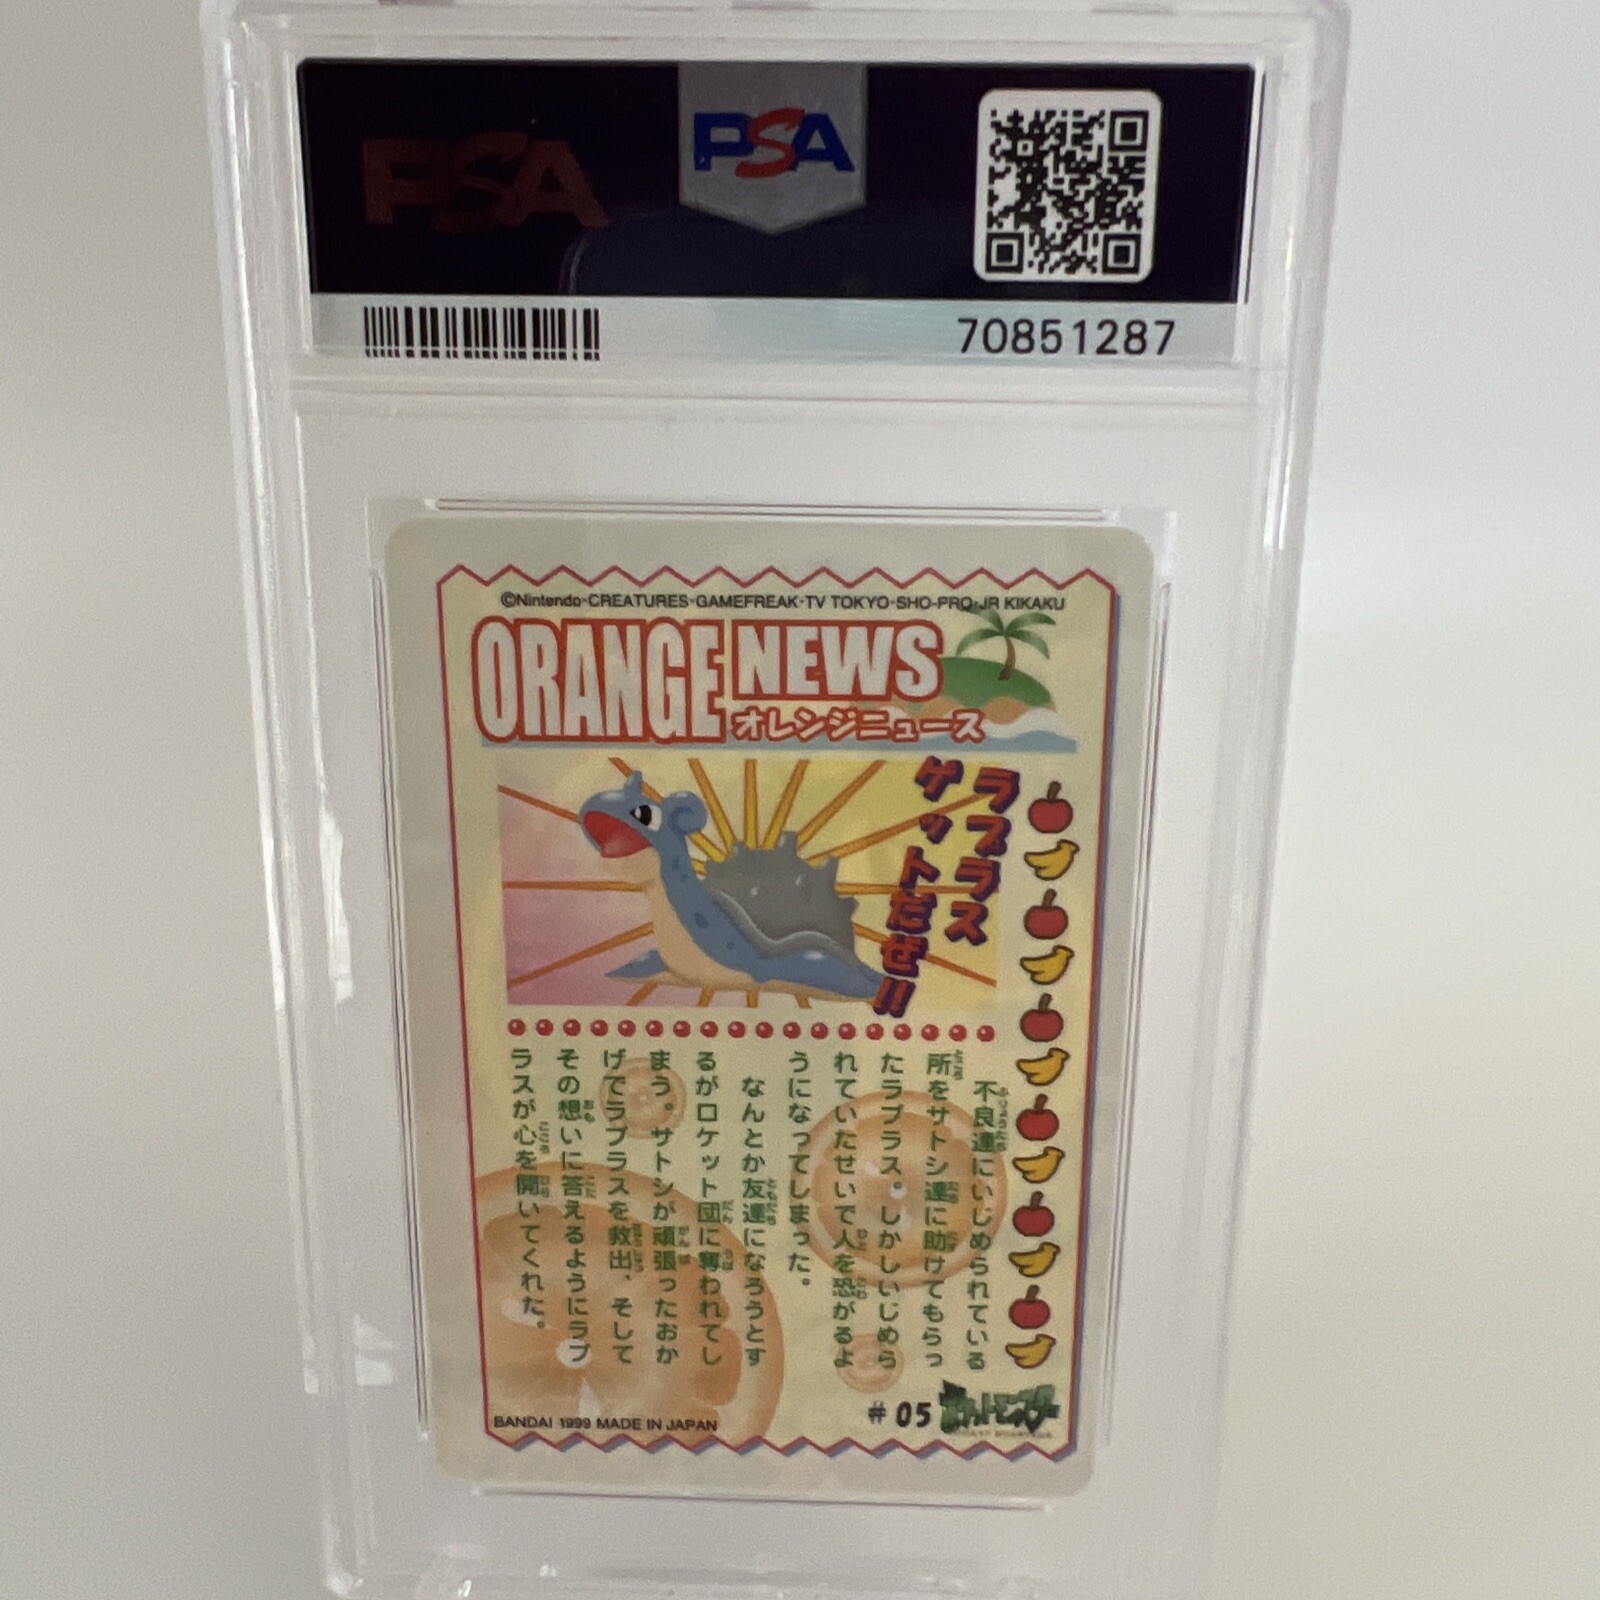 PSA
PSA
70851287
©Nintendo・CREATURES・GAMEFREAK・TV TOKYO・SHO-PRO・JR KIKAKU
ORANGE NEWS
オレンジニュース
ラプラス
ゲットだぜ!!
不良達にいじめられている
所をサトシ達に助けてもらっ
たラプラス。しかしいじめら
れていたせいで人を恐がるよ
うになってしまった。
なんとか友達になろうとす
るがロケット団に奪われてし
まう。サトシが頑張ったおか
げでラプラスを救出、そして
その想いに答えるようにラプ
ラスが心を開いてくれた。
BANDAI 1999 MADE IN JAPAN
#05
ポケットモンスター